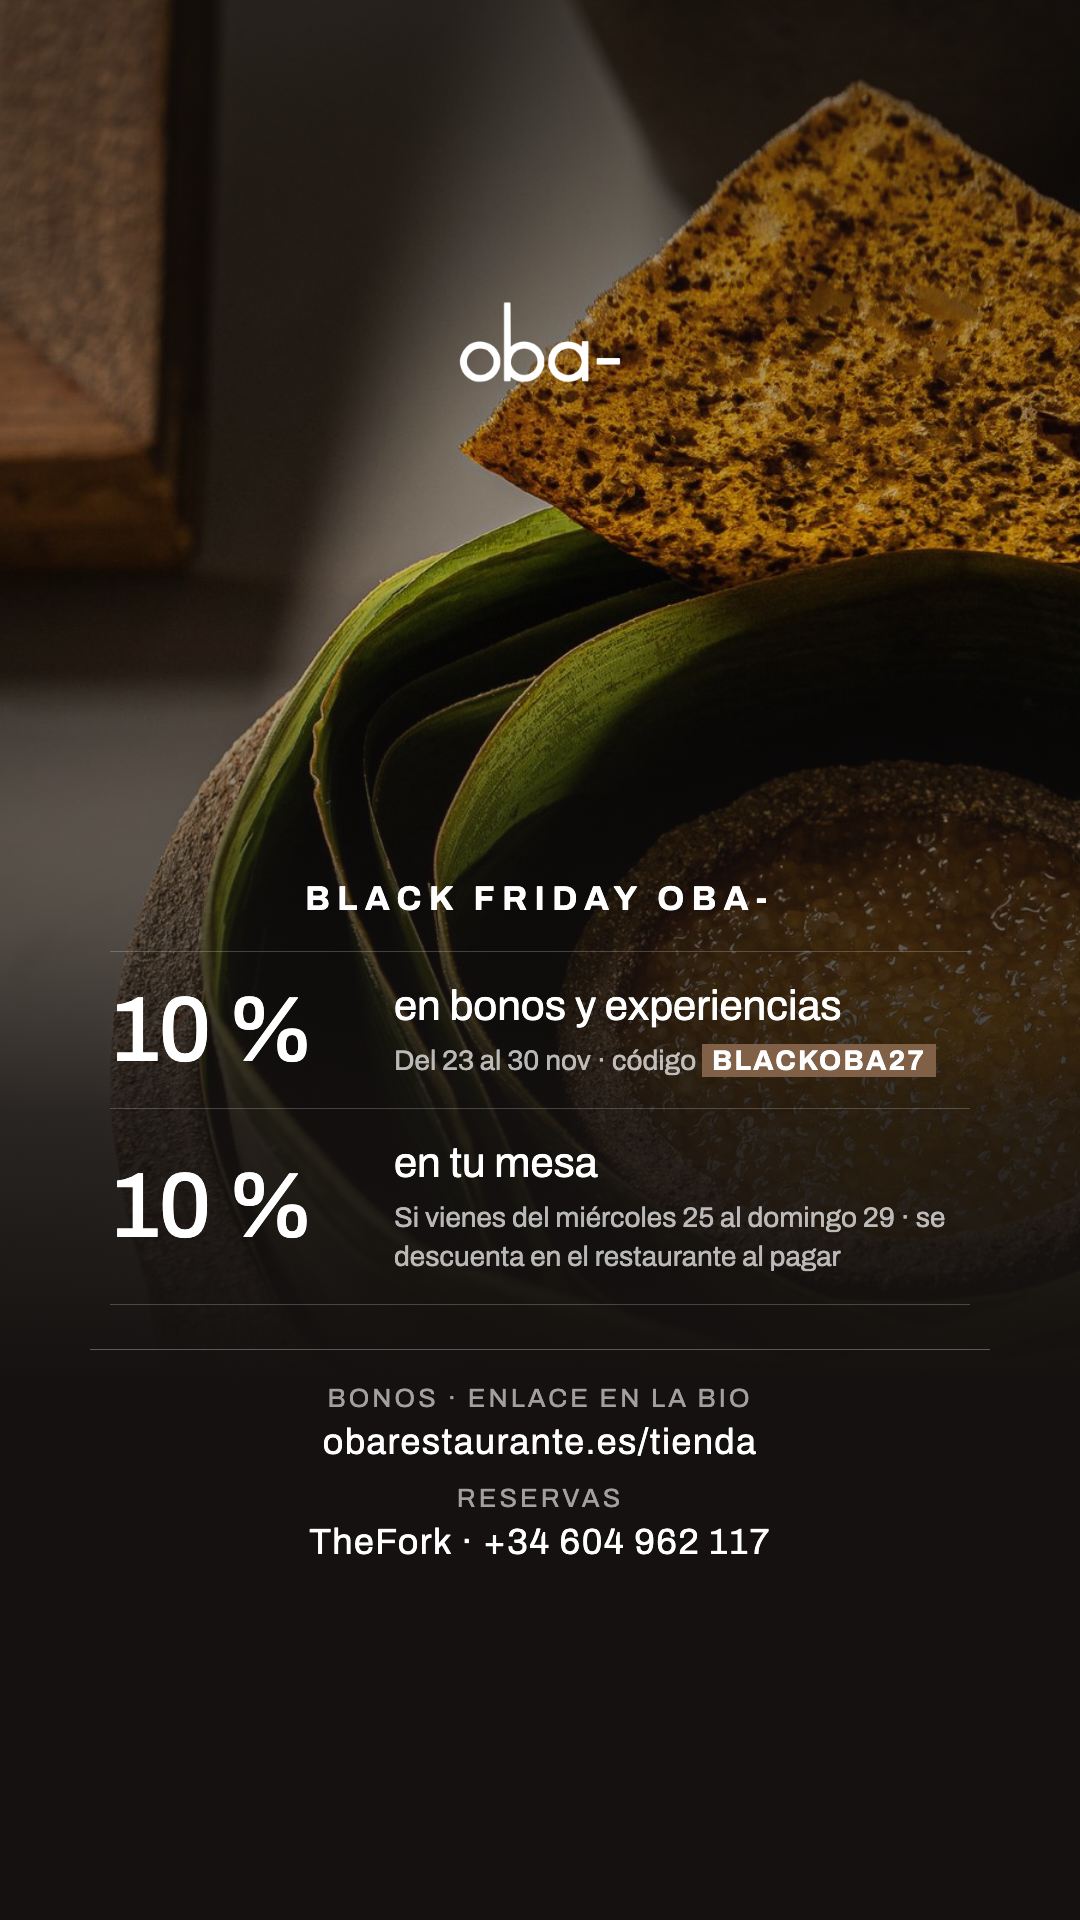 oba-
BLACK FRIDAY OBA-
10 %
en bonos y experiencias
Del 23 al 30 nov · código BLACKOBA27
10 %
en tu mesa
Si vienes del miércoles 25 al domingo 29 · se
descuenta en el restaurante al pagar
BONOS · ENLACE EN LA BIO
obarestaurante.es/tienda
RESERVAS
TheFork · +34 604 962 117